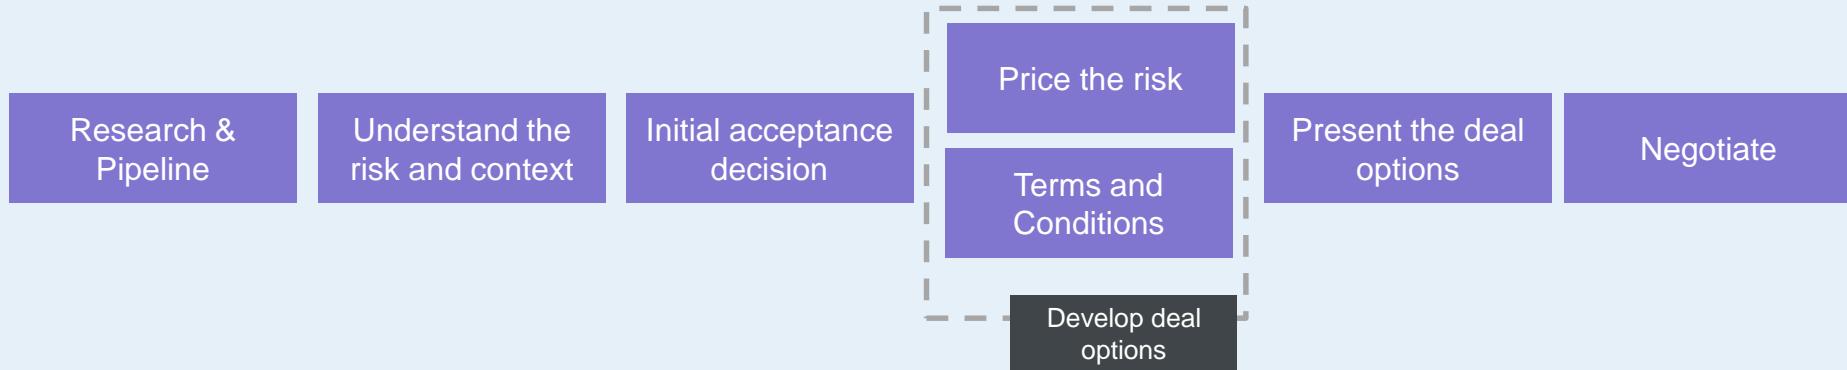 Research &
Pipeline
Understand the
risk and context
Initial acceptance
decision
Price the risk
Terms and
Conditions
Develop deal
options
Present the deal
options
Negotiate